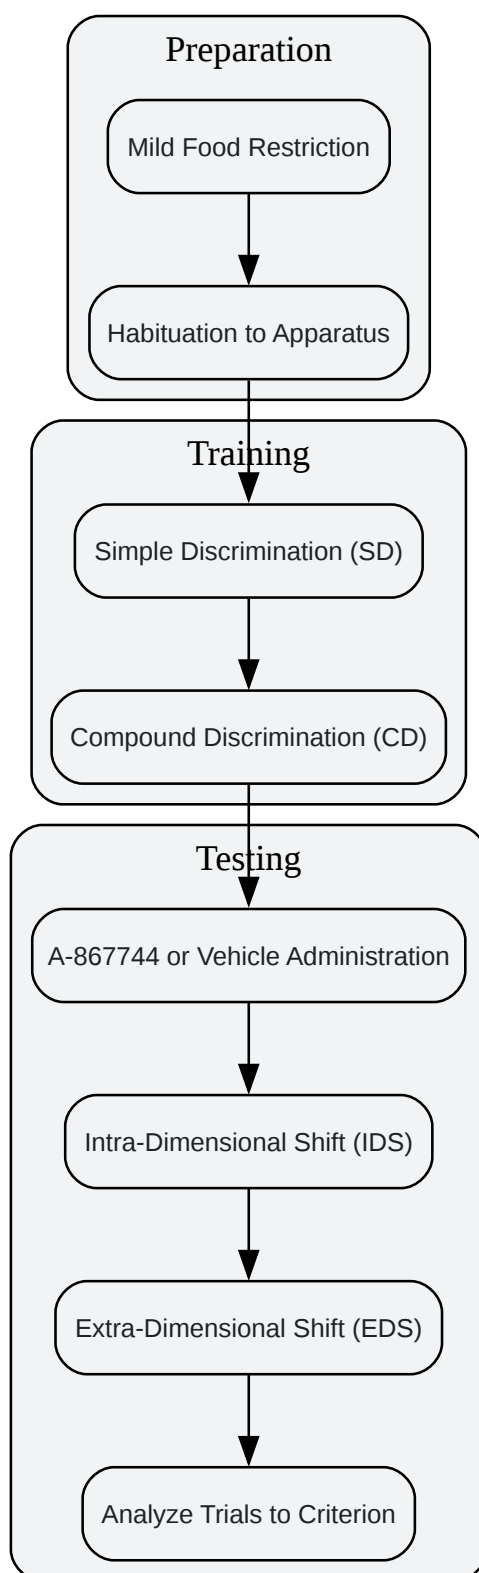 Preparation
Mild Food Restriction
Habituation to Apparatus
Training
Simple Discrimination (SD)
Compound Discrimination (CD)
Testing
A-867744 or Vehicle Administration
Intra-Dimensional Shift (IDS)
Extra-Dimensional Shift (EDS)
Analyze Trials to Criterion